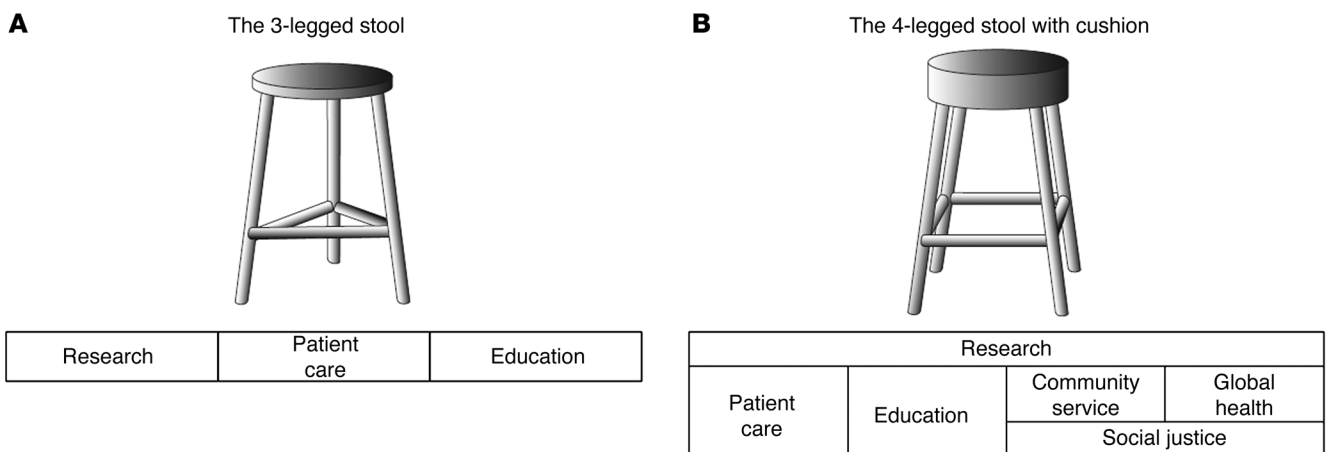 A
The 3-legged stool
Research
Patient
care
Education
B
The 4-legged stool with cushion
Research
Patient
care
Education
Community
service
Global
health
Social justice